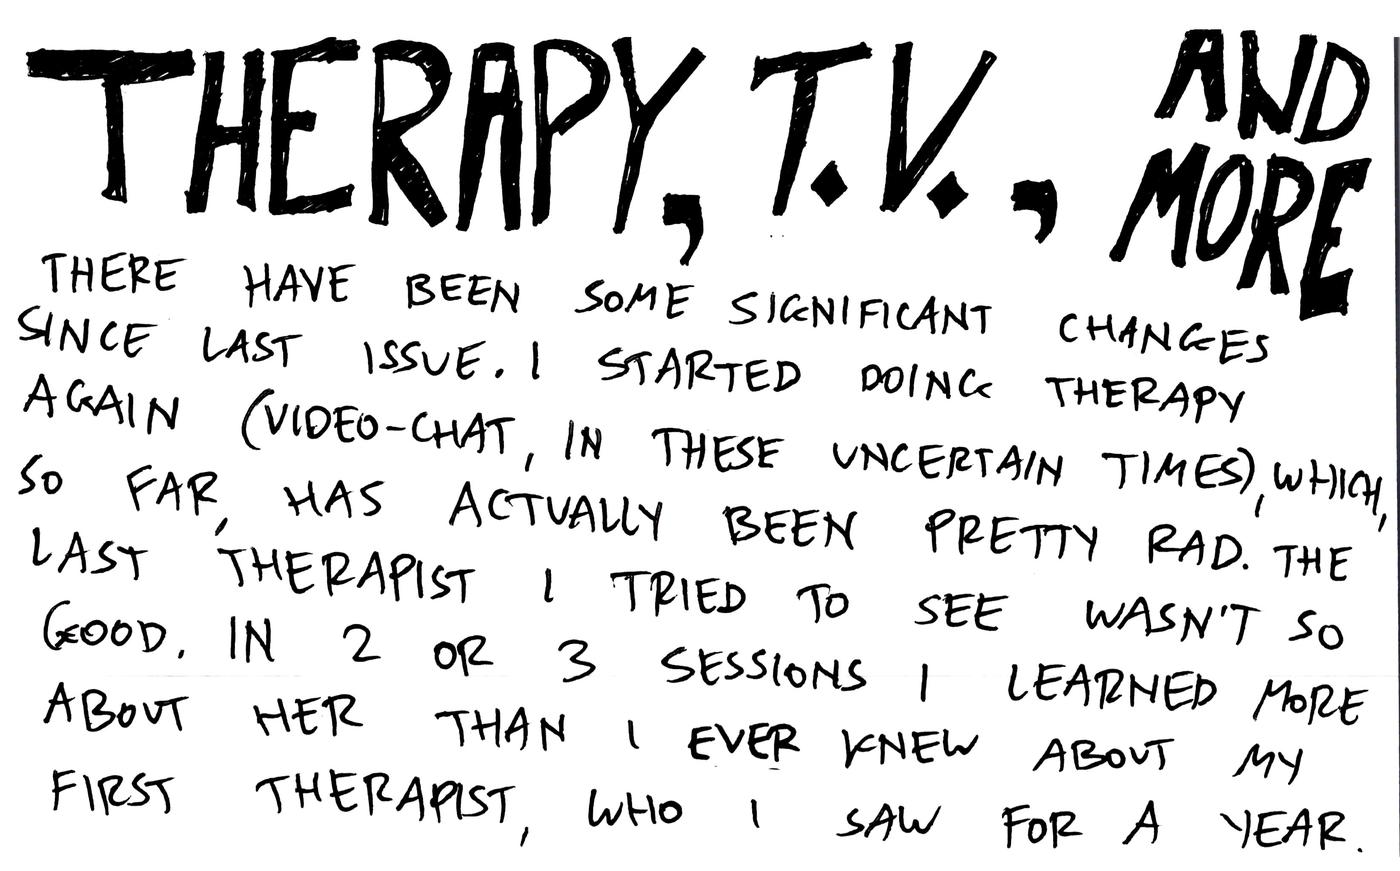 THERAPY, T.V., AND MORE
THERE HAVE BEEN SOME SIGNIFICANT CHANGES
SINCE LAST ISSUE. I STARTED DOING THERAPY
AGAIN (VIDEO-CHAT, IN THESE UNCERTAIN TIMES), WHICH,
SO FAR, HAS ACTUALLY BEEN PRETTY RAD. THE
LAST THERAPIST I TRIED TO SEE WASN'T SO
GOOD. IN 2 OR 3 SESSIONS I LEARNED MORE
ABOUT HER THAN I EVER KNEW ABOUT MY
FIRST THERAPIST, WHO I SAW FOR A YEAR.